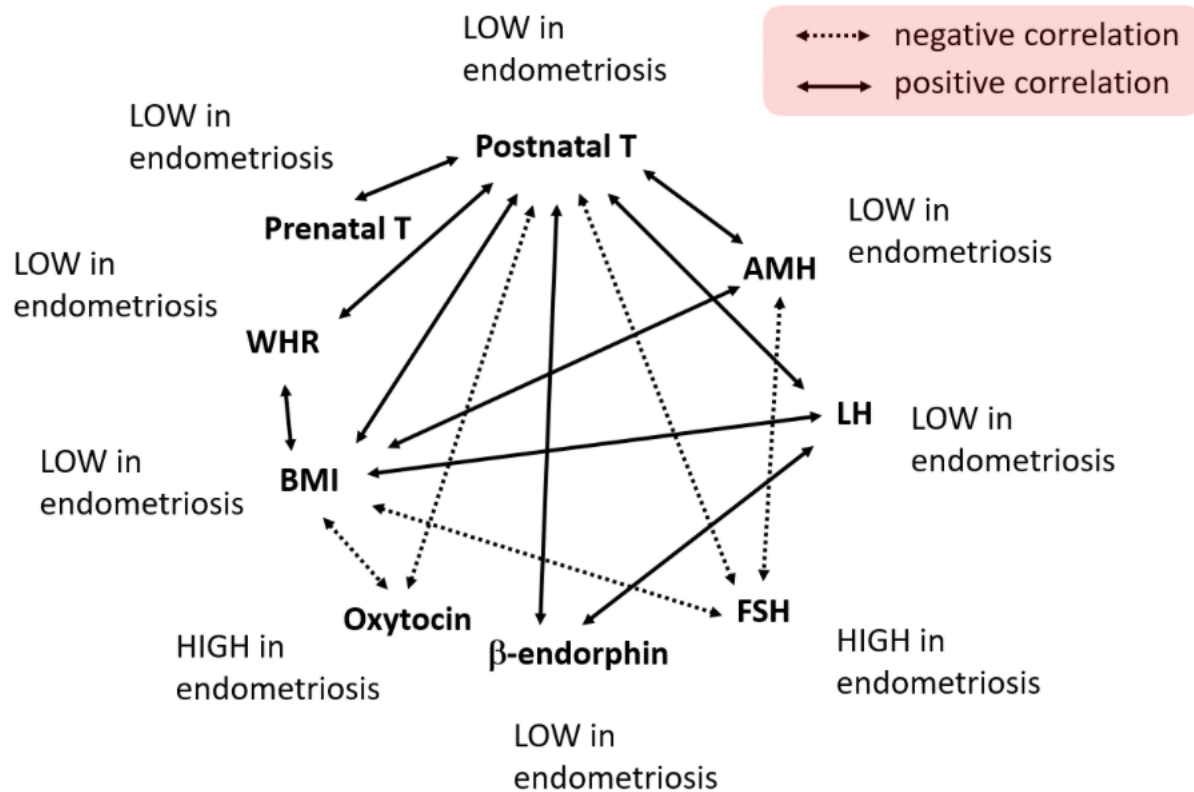 LOW in
endometriosis
negative correlation
positive correlation
LOW in
endometriosis
Postnatal T
Prenatal T
LOW in
endometriosis
AMH
LOW in
endometriosis
WHR
LH
LOW in
endometriosis
LOW in
endometriosis
BMI
Oxytocin
FSH
HIGH in
endometriosis
β-endorphin
HIGH in
endometriosis
LOW in
endometriosis